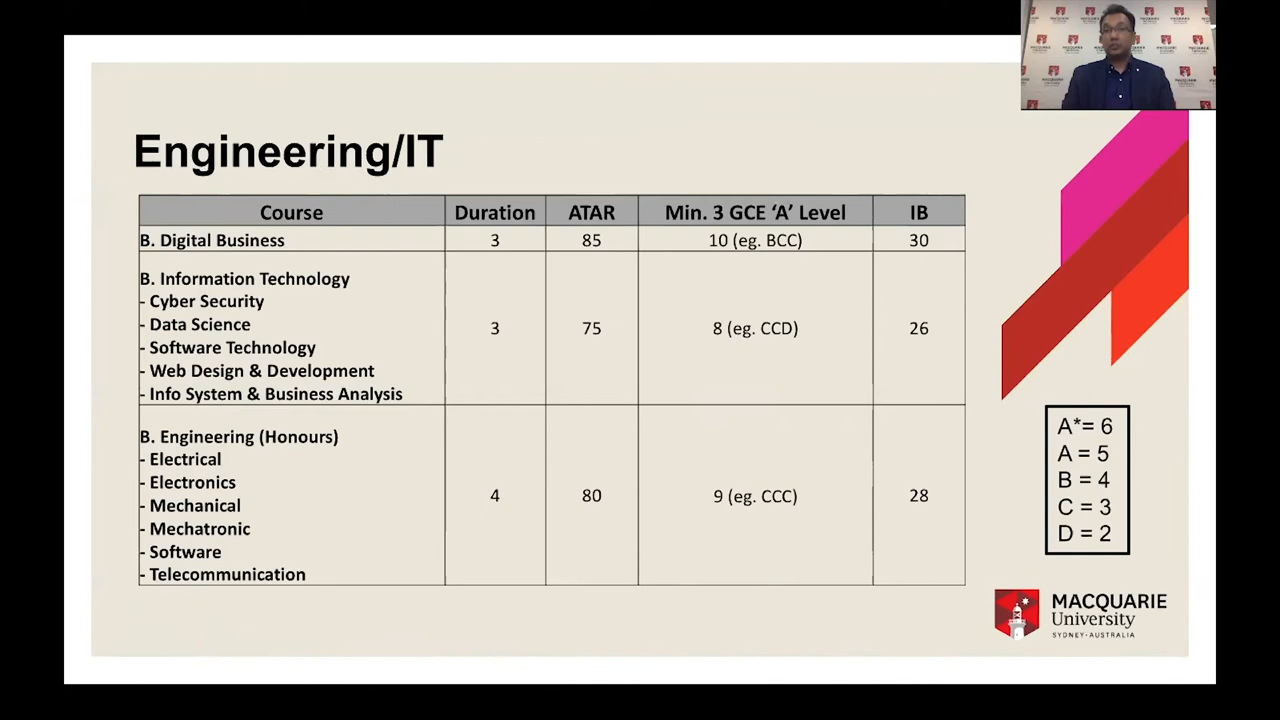 Engineering/IT
Course Duration ATAR Min. 3 GCE ‘A’ Level IB
B. Digital Business 3 85 10 (eg. BCC) 30
B. Information Technology
- Cyber Security
- Data Science
- Software Technology
- Web Design & Development
- Info System & Business Analysis
3 75 8 (eg. CCD) 26
B. Engineering (Honours)
- Electrical
- Electronics
- Mechanical
- Mechatronic
- Software
- Telecommunication
4 80 9 (eg. CCC) 28
A*= 6
A = 5
B = 4
C = 3
D = 2
MACQUARIE
University
SYDNEY·AUSTRALIA